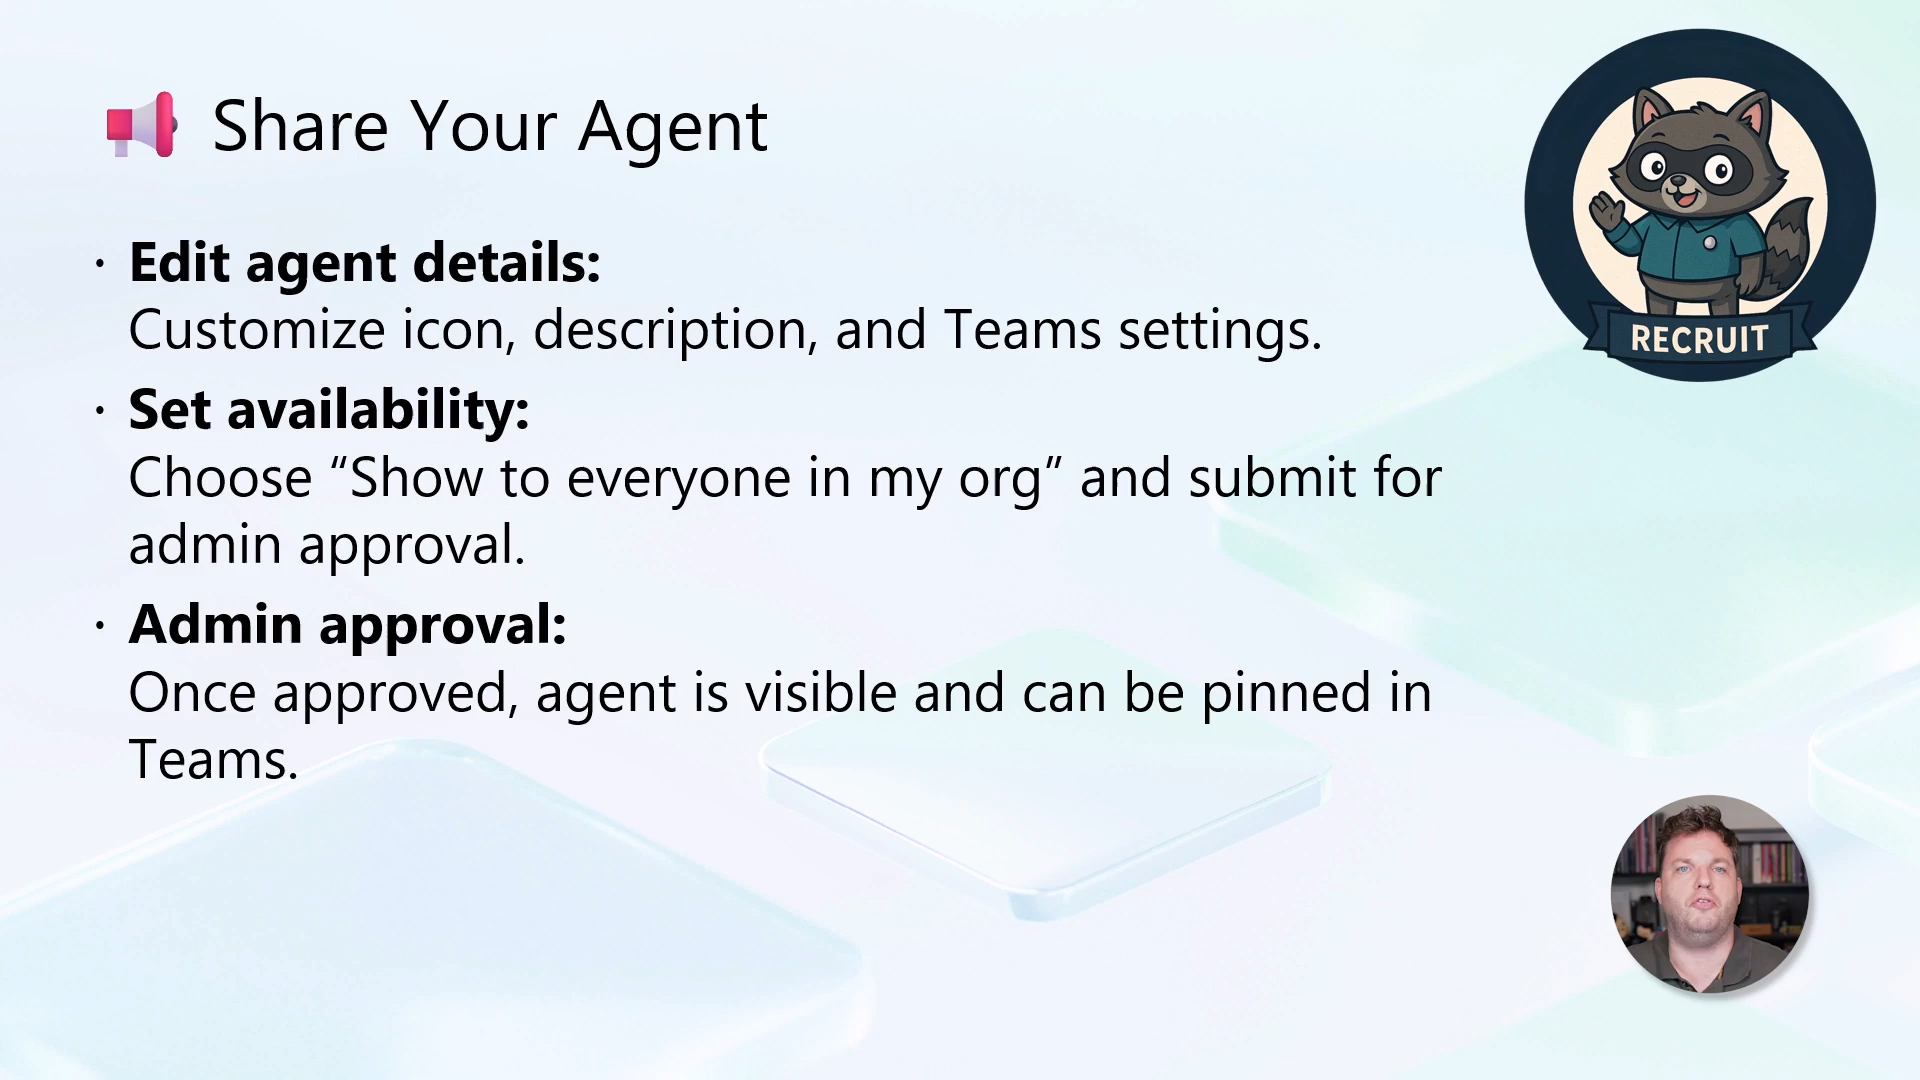 Share Your Agent
RECRUIT
· Edit agent details:
Customize icon, description, and Teams settings.
· Set availability:
Choose “Show to everyone in my org” and submit for
admin approval.
· Admin approval:
Once approved, agent is visible and can be pinned in
Teams.